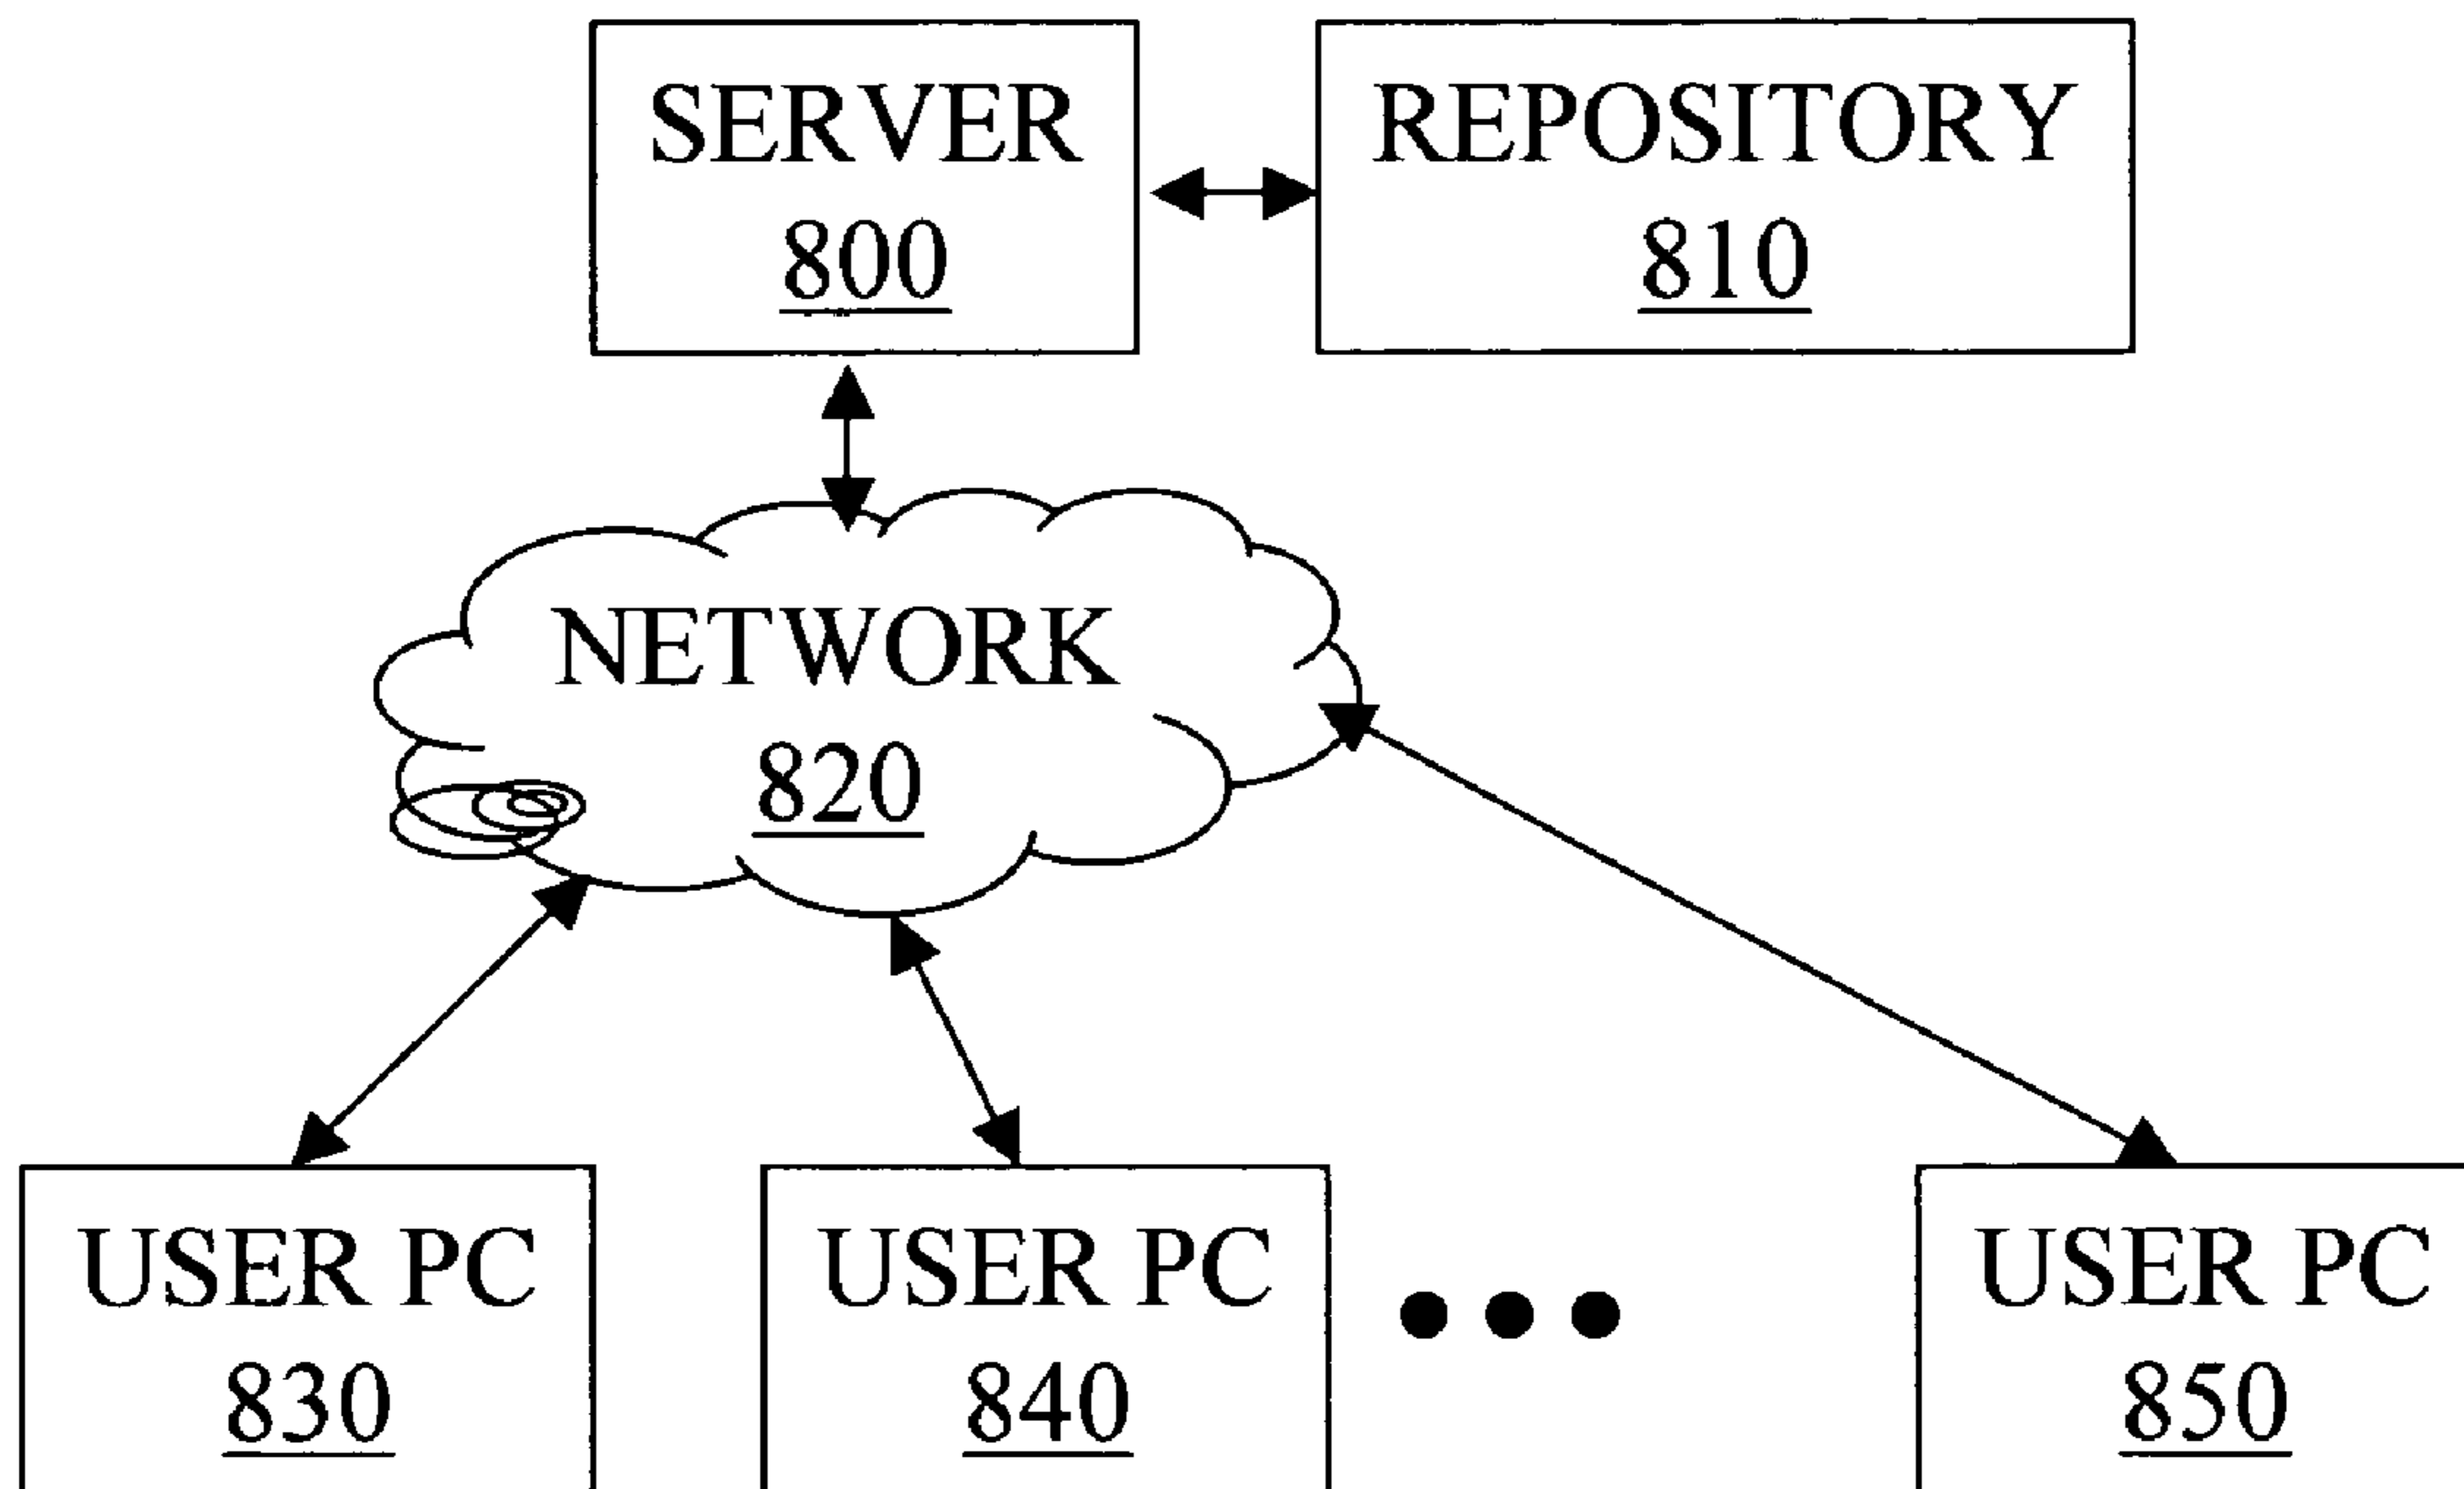 SERVER
800
REPOSITORY
810
NETWORK
820
USER PC
830
USER PC
840
USER PC
850